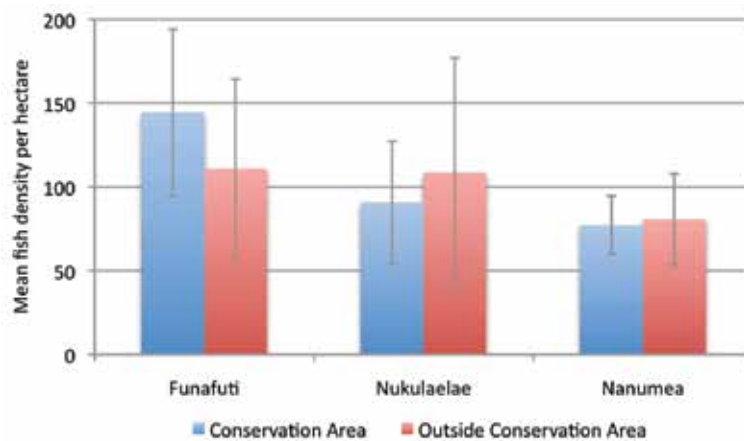 Mean fish density per hectare
200
150
100
50
0
Funafuti Nukulaelae Nanumea
Conservation Area Outside Conservation Area